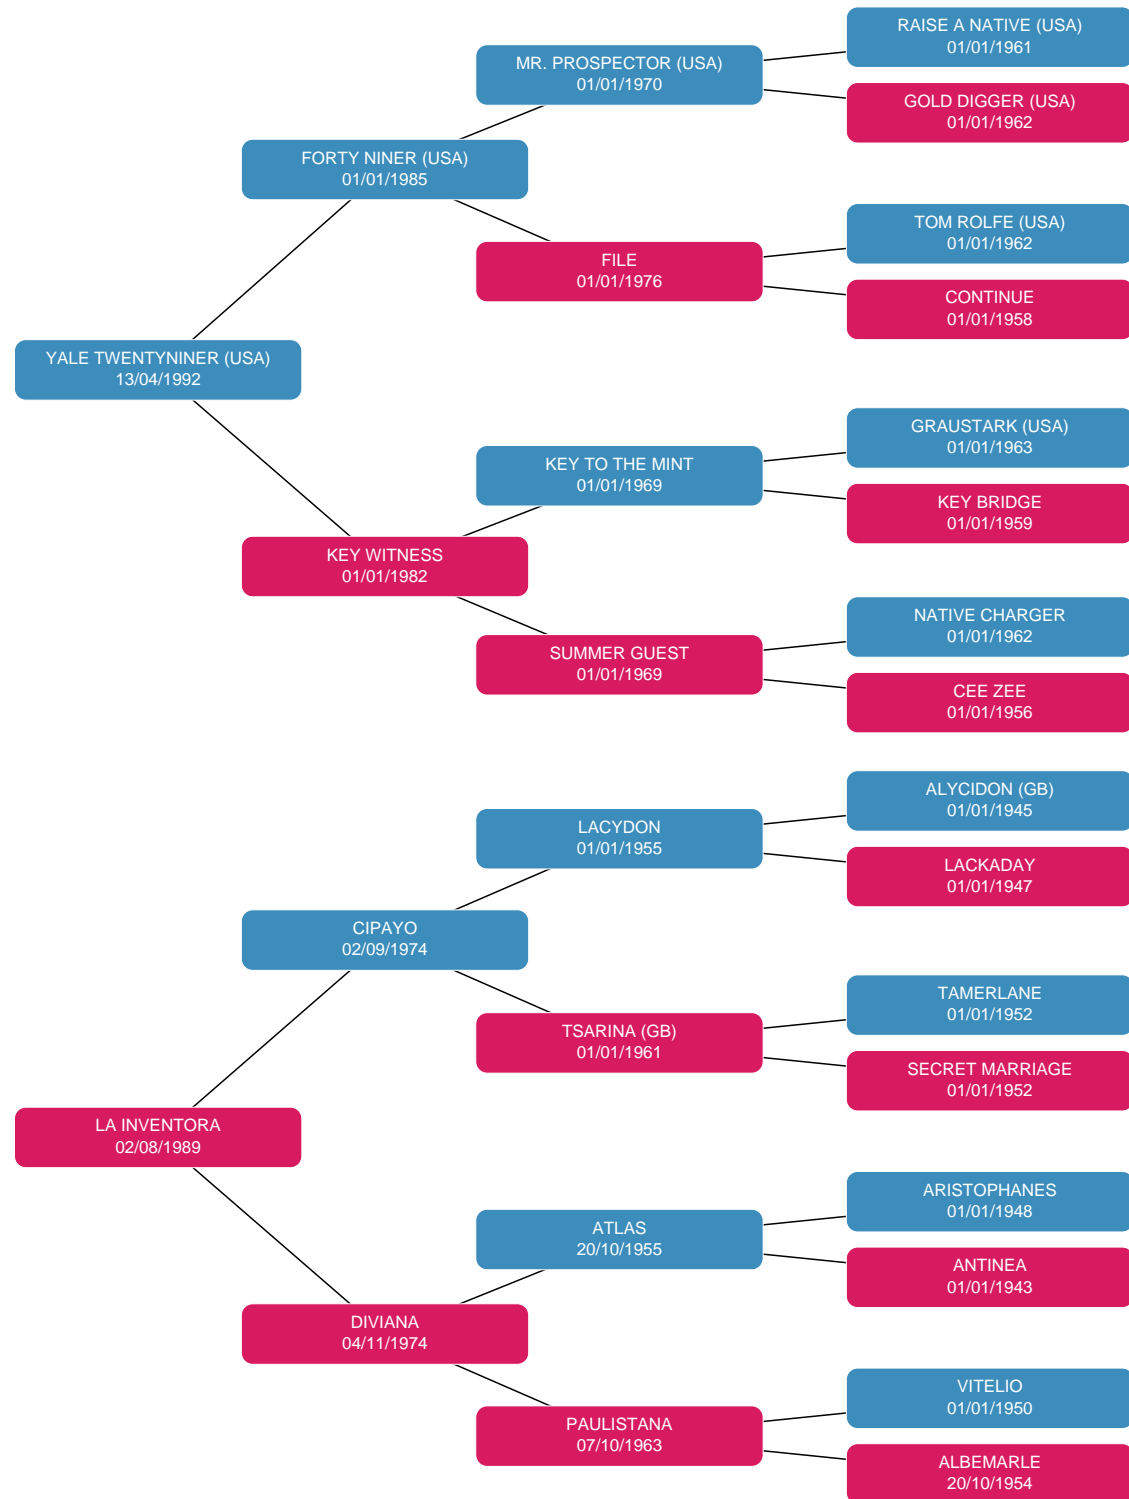 RAISE A NATIVE (USA)
01/01/1961
MR. PROSPECTOR (USA)
01/01/1970
GOLD DIGGER (USA)
01/01/1962
FORTY NINER (USA)
01/01/1985
TOM ROLFE (USA)
01/01/1962
FILE
01/01/1976
CONTINUE
01/01/1958
YALE TWENTYNINER (USA)
13/04/1992
GRAUSTARK (USA)
01/01/1963
KEY TO THE MINT
01/01/1969
KEY BRIDGE
01/01/1959
KEY WITNESS
01/01/1982
NATIVE CHARGER
01/01/1962
SUMMER GUEST
01/01/1969
CEE ZEE
01/01/1956
ALYCIDON (GB)
01/01/1945
LACYDON
01/01/1955
LACKADAY
01/01/1947
CIPAYO
02/09/1974
TAMERLANE
01/01/1952
TSARINA (GB)
01/01/1961
SECRET MARRIAGE
01/01/1952
LA INVENTORA
02/08/1989
ARISTOPHANES
01/01/1948
ATLAS
20/10/1955
ANTINEA
01/01/1943
DIVIANA
04/11/1974
VITELIO
01/01/1950
PAULISTANA
07/10/1963
ALBEMARLE
20/10/1954